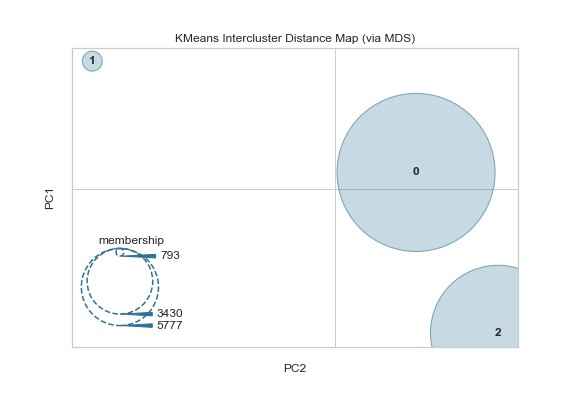 KMeans Intercluster Distance Map (via MDS)
1
0
PC1
membership
793
3430
5777
2
PC2